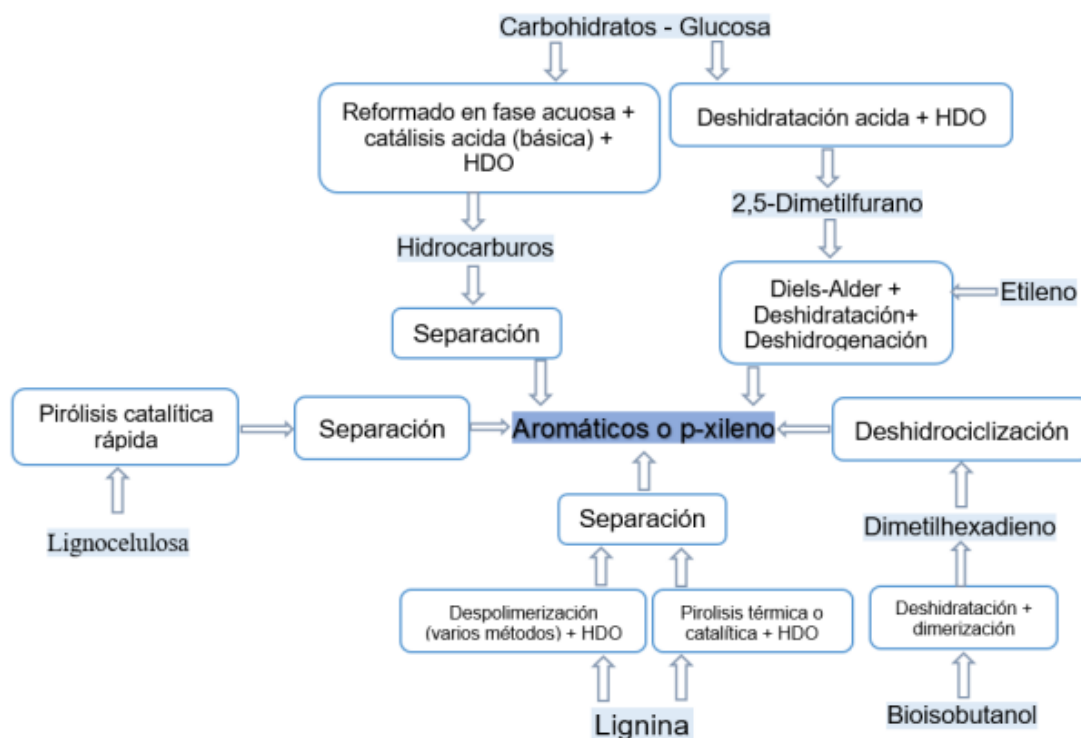 Carbohidratos - Glucosa
Reformado en fase acuosa +
catálisis acida (básica) +
HDO
Deshidratación acida + HDO
Hidrocarburos
2,5-Dimetilfurano
Separación
Diels-Alder +
Deshidratación+
Deshidrogenación
Etileno
Pirólisis catalítica
rápida
Separación
Aromáticos o p-xileno
Deshidrociclización
Lignocelulosa
Separación
Dimetilhexadieno
Despolimerización
(varios métodos) + HDO
Pirolisis térmica o
catalítica + HDO
Deshidratación +
dimerización
Lignina
Bioisobutanol